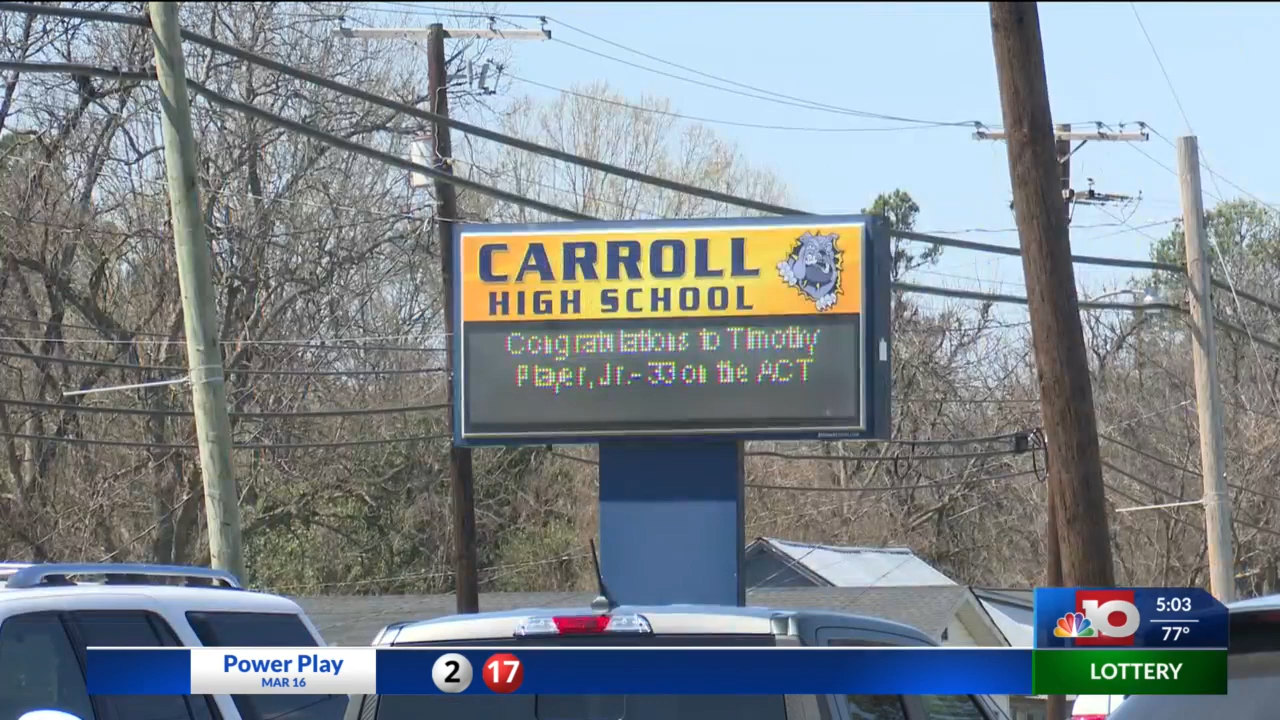 CARROLL
HIGH SCHOOL
Congratulations to Timothy
Player, Jr. - 33 on the ACT
Power Play
MAR 16
2 17
10
5:03
77°
LOTTERY